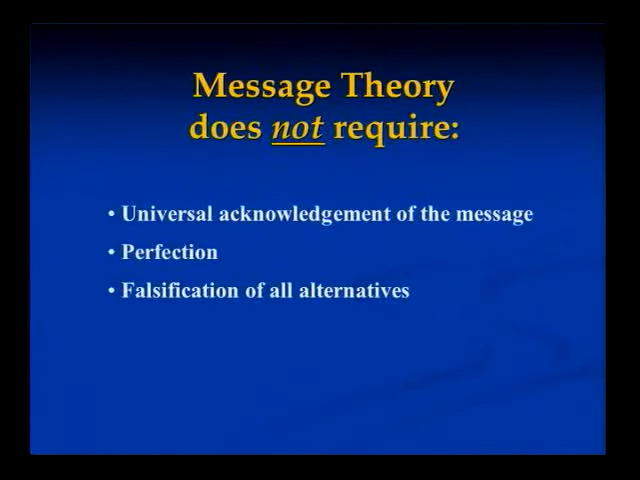 Message Theory
does not require:
• Universal acknowledgement of the message
• Perfection
• Falsification of all alternatives